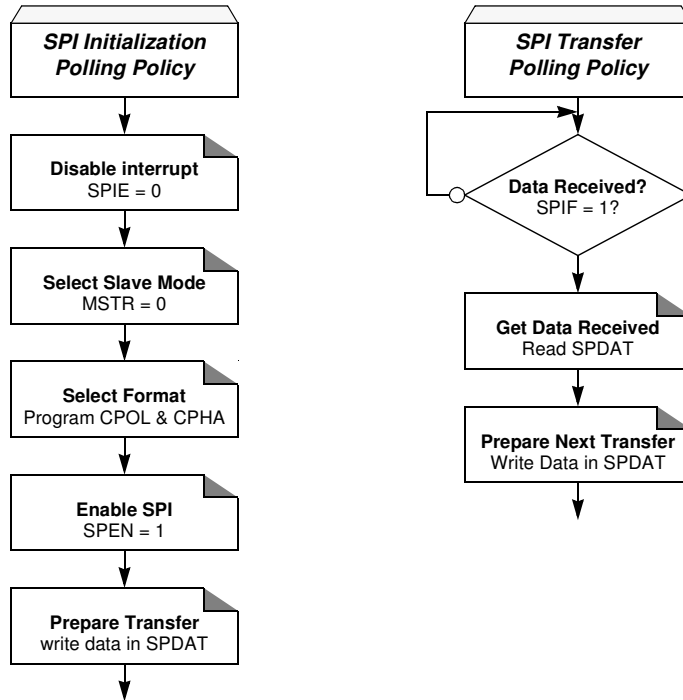 SPI Initialization
Polling Policy
Disable interrupt
SPIE = 0
Select Slave Mode
MSTR = 0
Select Format
Program CPOL & CPHA
Enable SPI
SPEN = 1
Prepare Transfer
write data in SPDAT
SPI Transfer
Polling Policy
Data Received?
SPIF = 1?
Get Data Received
Read SPDAT
Prepare Next Transfer
Write Data in SPDAT